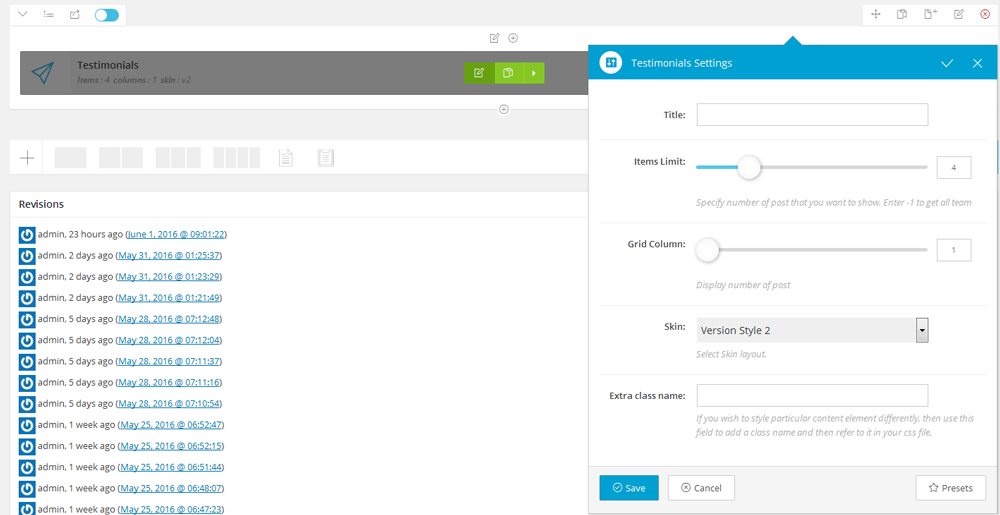 Testimonials
Items : 4 columns : 1 skin : v2
Revisions
admin, 23 hours ago (June 1, 2016 @ 09:01:22)
admin, 2 days ago (May 31, 2016 @ 01:25:37)
admin, 2 days ago (May 31, 2016 @ 01:23:29)
admin, 2 days ago (May 31, 2016 @ 01:21:49)
admin, 5 days ago (May 28, 2016 @ 07:12:48)
admin, 5 days ago (May 28, 2016 @ 07:12:04)
admin, 5 days ago (May 28, 2016 @ 07:11:37)
admin, 5 days ago (May 28, 2016 @ 07:11:16)
admin, 5 days ago (May 28, 2016 @ 07:10:54)
admin, 1 week ago (May 25, 2016 @ 06:52:47)
admin, 1 week ago (May 25, 2016 @ 06:52:15)
admin, 1 week ago (May 25, 2016 @ 06:51:44)
admin, 1 week ago (May 25, 2016 @ 06:48:07)
admin, 1 week ago (May 25, 2016 @ 06:47:23)
Testimonials Settings
Title:
Items Limit:
4
Specify number of post that you want to show. Enter -1 to get all team
Grid Column:
1
Display number of post
Skin:
Version Style 2
Select Skin layout.
Extra class name:
If you wish to style particular content element differently, then use this
field to add a class name and then refer to it in your css file.
Save
Cancel
Presets